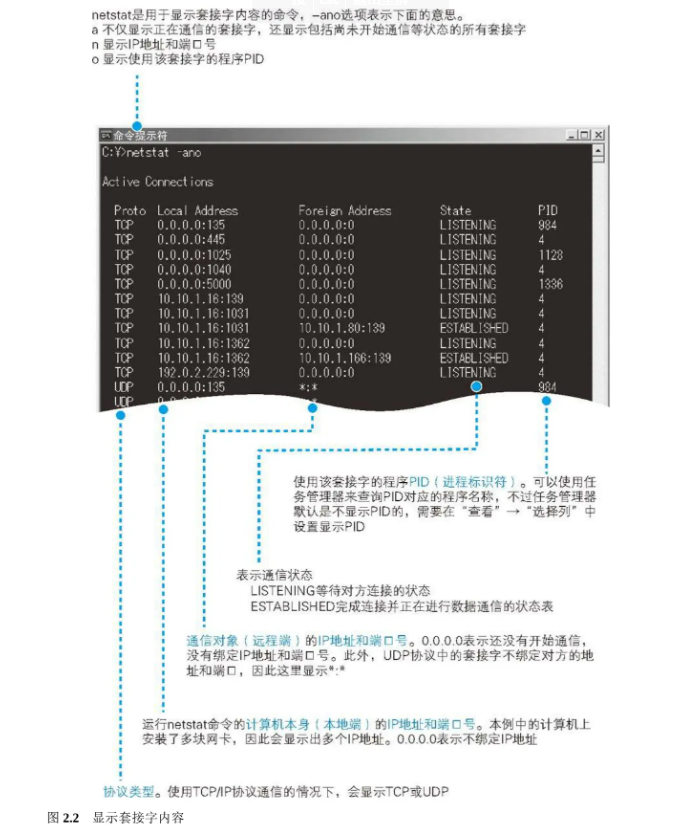 netstat是用于显示套接字内容的命令，–ano选项表示下面的意思。
a 不仅显示正在通信的套接字，还显示包括尚未开始通信等状态的所有套接字
n 显示IP地址和端口号
o 显示使用该套接字的程序PID
命令提示符
C:¥>netstat -ano
Active Connections
Proto Local Address Foreign Address State PID
TCP 0.0.0.0:135 0.0.0.0:0 LISTENING 984
TCP 0.0.0.0:445 0.0.0.0:0 LISTENING 4
TCP 0.0.0.0:1025 0.0.0.0:0 LISTENING 1128
TCP 0.0.0.0:1040 0.0.0.0:0 LISTENING 4
TCP 0.0.0.0:5000 0.0.0.0:0 LISTENING 1336
TCP 10.10.1.16:139 0.0.0.0:0 LISTENING 4
TCP 10.10.1.16:1031 0.0.0.0:0 LISTENING 4
TCP 10.10.1.16:1031 10.10.1.80:139 ESTABLISHED 4
TCP 10.10.1.16:1362 0.0.0.0:0 LISTENING 4
TCP 10.10.1.16:1362 10.10.1.166:139 ESTABLISHED 4
TCP 192.0.2.229:139 0.0.0.0:0 LISTENING 4
UDP 0.0.0.0:135 *:* 984
UDP
使用该套接字的程序PID（进程标识符）。可以使用任
务管理器来查询PID对应的程序名称，不过任务管理器
默认是不显示PID的，需要在“查看”→“选择列”中
设置显示PID
表示通信状态
LISTENING等待对方连接的状态
ESTABLISHED完成连接并正在进行数据通信的状态表
通信对象（远程端）的IP地址和端口号。0.0.0.0表示还没有开始通信，
没有绑定IP地址和端口号。此外，UDP协议中的套接字不绑定对方的地
址和端口，因此这里显示*:*
运行netstat命令的计算机本身（本地端）的IP地址和端口号。本例中的计算机上
安装了多块网卡，因此会显示出多个IP地址。0.0.0.0表示不绑定IP地址
协议类型。使用TCP/IP协议通信的情况下，会显示TCP或UDP
图 2.2 显示套接字内容